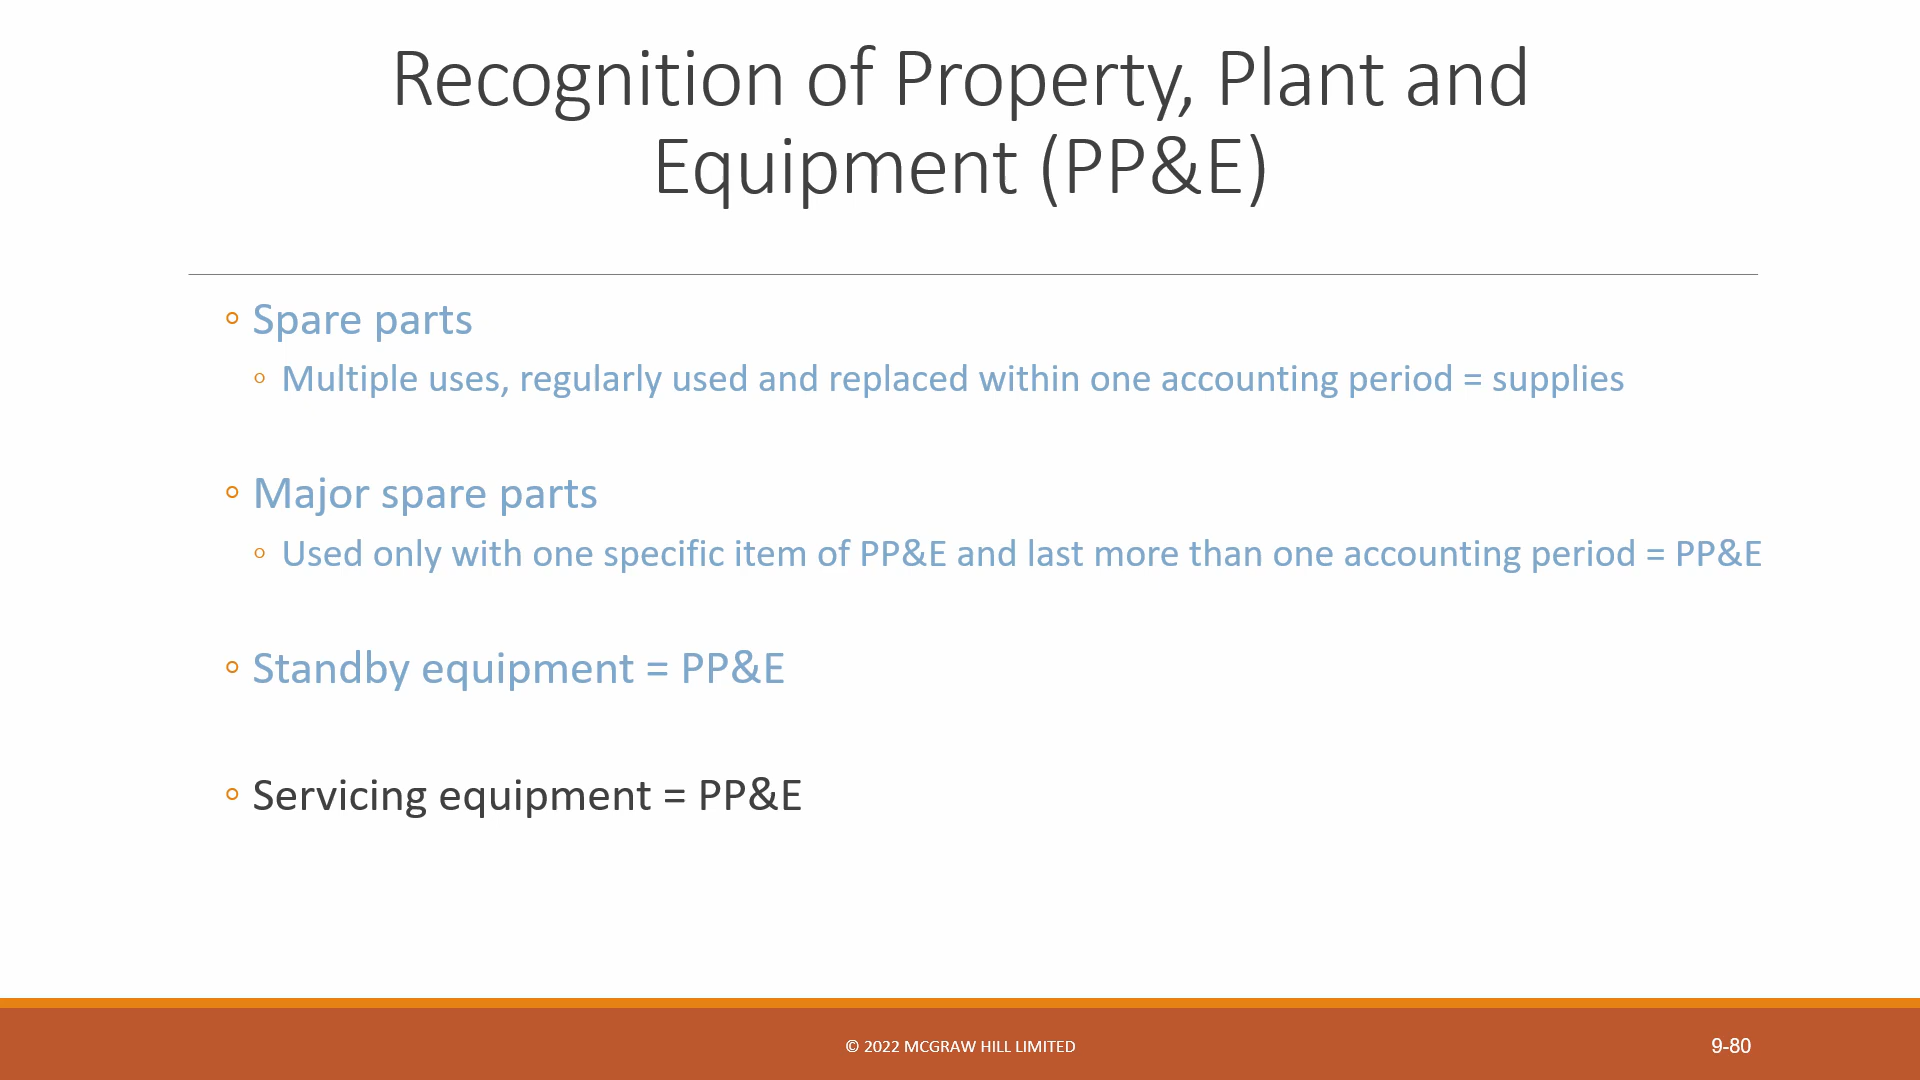 Recognition of Property, Plant and
Equipment (PP&E)
◦ Spare parts
◦ Multiple uses, regularly used and replaced within one accounting period = supplies
◦ Major spare parts
◦ Used only with one specific item of PP&E and last more than one accounting period = PP&E
◦ Standby equipment = PP&E
◦ Servicing equipment = PP&E
© 2022 MCGRAW HILL LIMITED
9-80